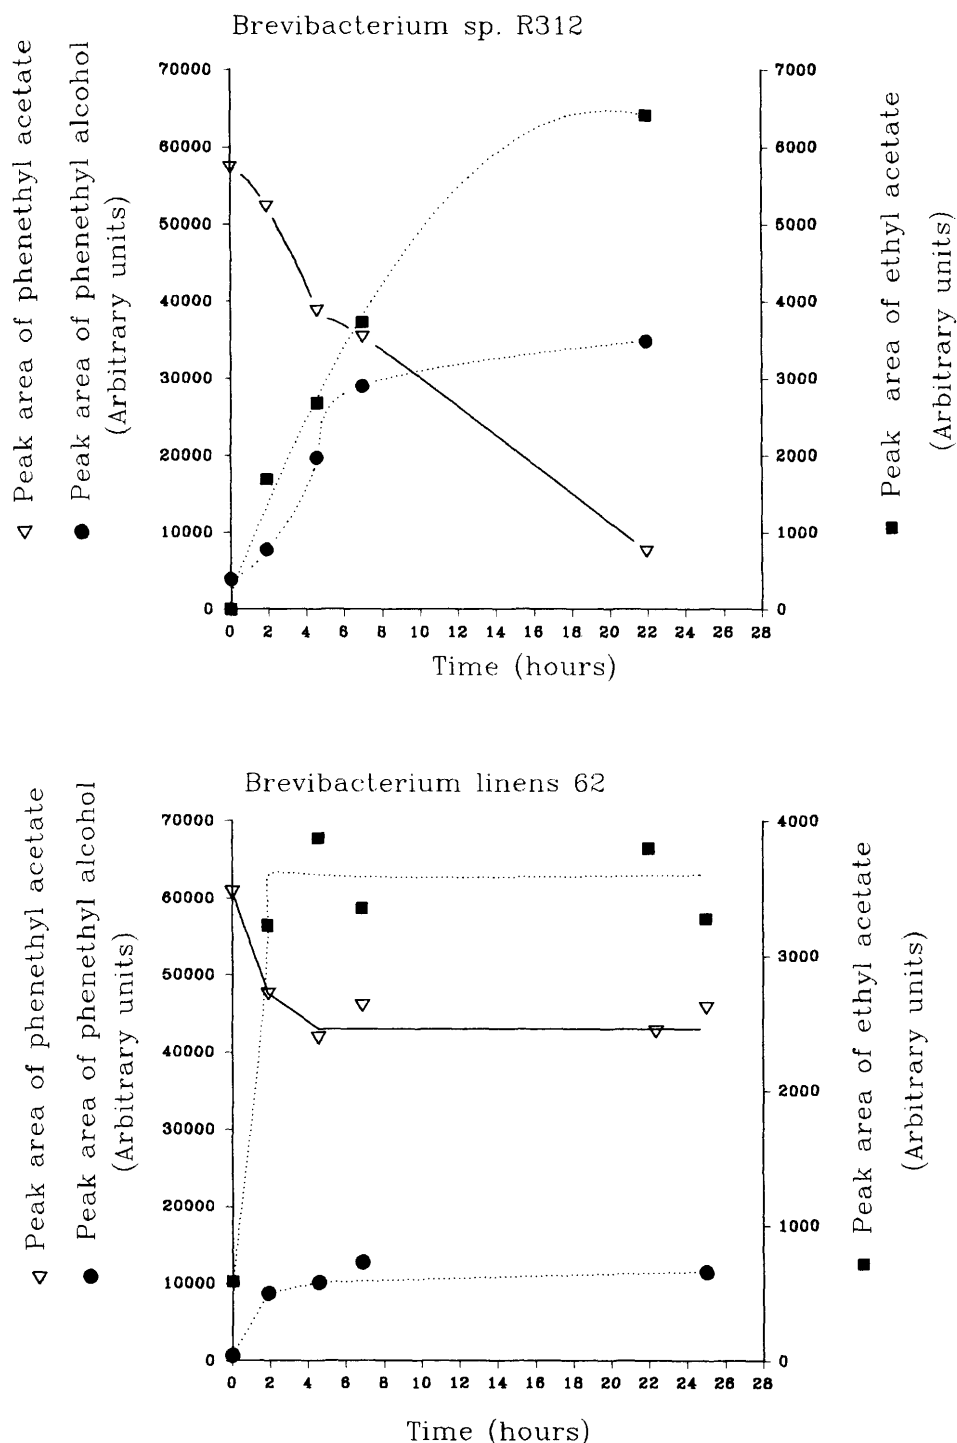 Brevibacterium sp. R312
▽ Peak area of phenethyl acetate
● Peak area of phenethyl alcohol
(Arbitrary units)
70000
60000
50000
40000
30000
20000
10000
0
7000
6000
5000
4000
3000
2000
1000
0
■ Peak area of ethyl acetate
(Arbitrary units)
0 2 4 6 8 10 12 14 16 18 20 22 24 26 28
Time (hours)
Brevibacterium linens 62
▽ Peak area of phenethyl acetate
● Peak area of phenethyl alcohol
(Arbitrary units)
70000
60000
50000
40000
30000
20000
10000
0
4000
3000
2000
1000
0
■ Peak area of ethyl acetate
(Arbitrary units)
0 2 4 6 8 10 12 14 16 18 20 22 24 26 28
Time (hours)